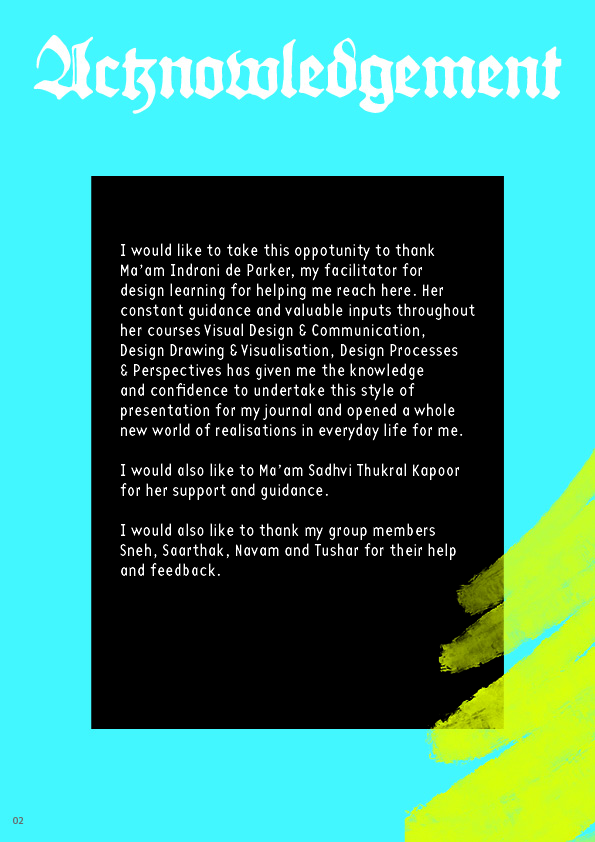 Acknowledgement
I would like to take this oppotunity to thank
Ma'am Indrani de Parker, my facilitator for
design learning for helping me reach here. Her
constant guidance and valuable inputs throughout
her courses Visual Design & Communication,
Design Drawing & Visualisation, Design Processes
& Perspectives has given me the knowledge
and confidence to undertake this style of
presentation for my journal and opened a whole
new world of realisations in everyday life for me.
I would also like to Ma'am Sadhvi Thukral Kapoor
for her support and guidance.
I would also like to thank my group members
Sneh, Saarthak, Navam and Tushar for their help
and feedback.
02